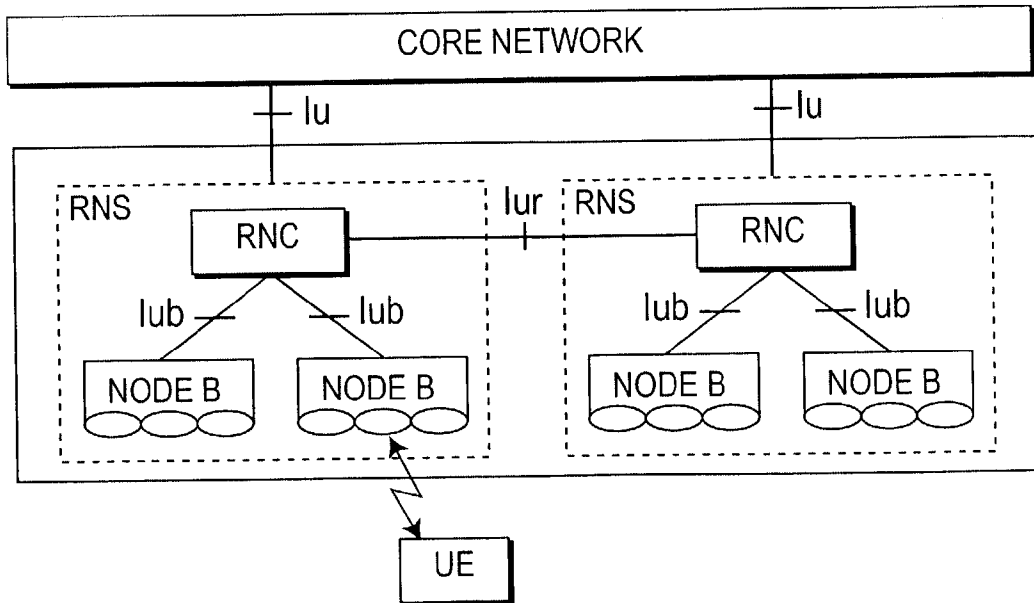 CORE NETWORK
Iu
Iu
RNS
Iur
RNS
RNC
RNC
Iub
Iub
Iub
Iub
NODE B
NODE B
NODE B
NODE B
UE